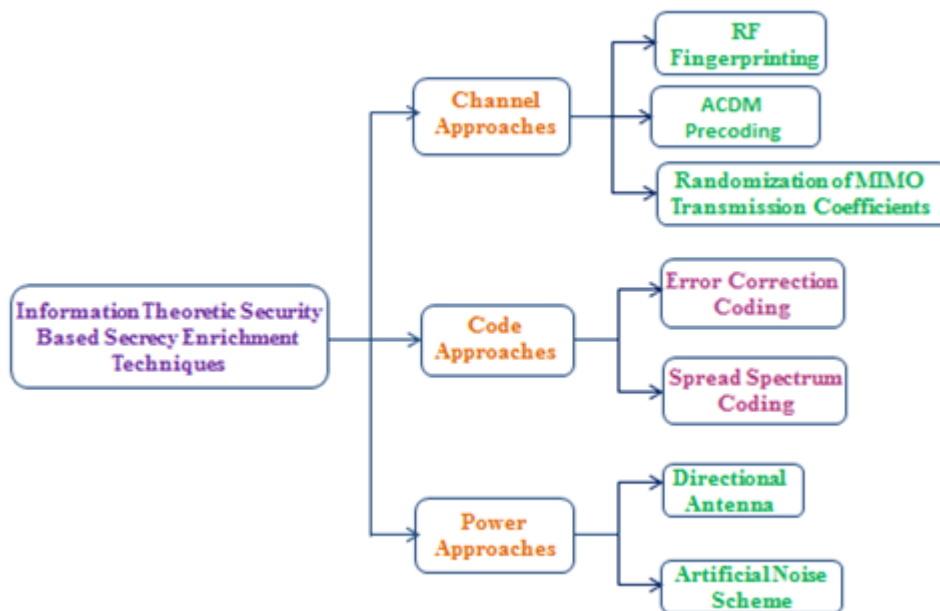 RF
Fingerprinting
Channel
Approaches
ACDM
Precoding
Randomization of MIMO
Transmission Coefficients
Information Theoretic Security
Based Secrecy Enrichment
Techniques
Code
Approaches
Error Correction
Coding
Spread Spectrum
Coding
Power
Approaches
Directional
Antenna
Artificial Noise
Scheme